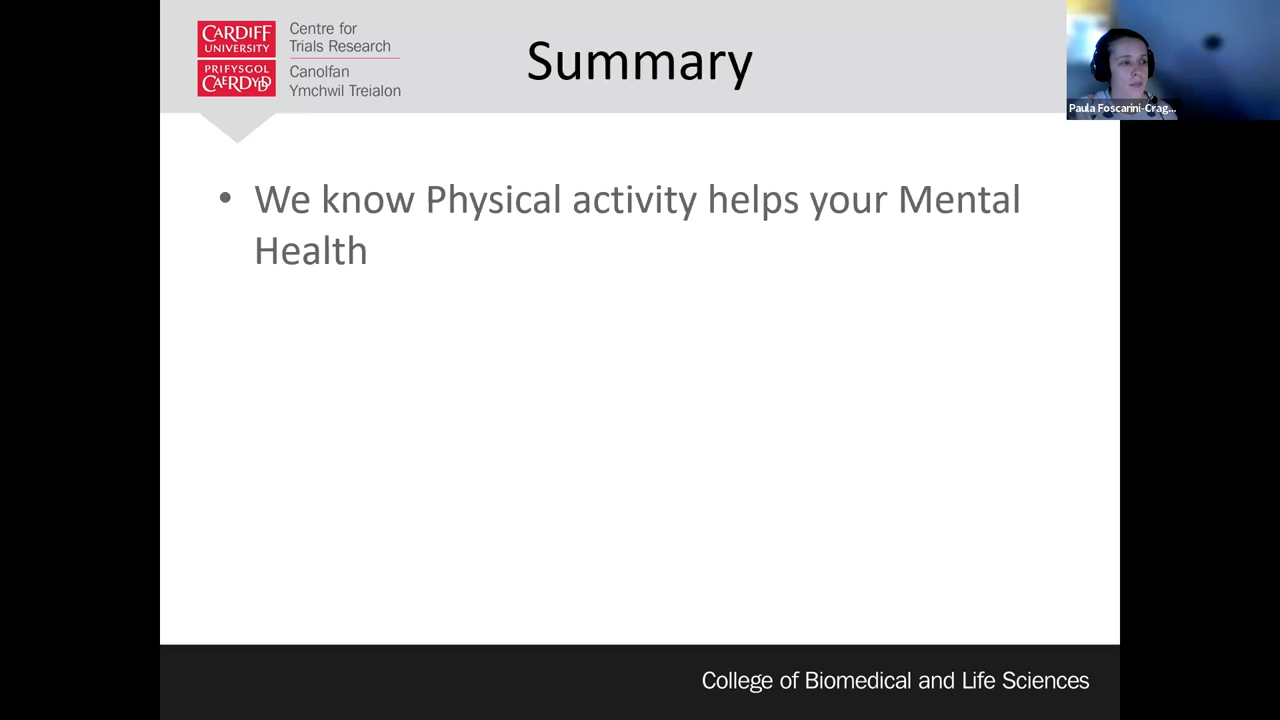 CARDIFF
UNIVERSITY
PRIFYSGOL
CAERDYDD
Centre for
Trials Research
Canolfan
Ymchwil Treialon
Summary
Paula Foscarini-Crag...
• We know Physical activity helps your Mental
Health
College of Biomedical and Life Sciences